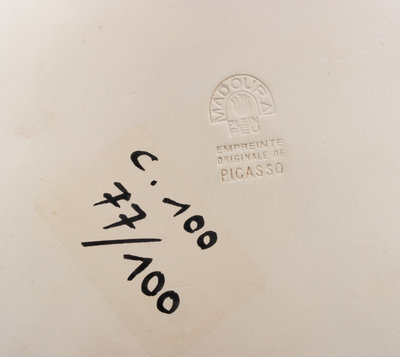 MADOURA
PLEIN
FEU
EMPREINTE
ORIGINALE DE
PICASSO
C. 100
77/100